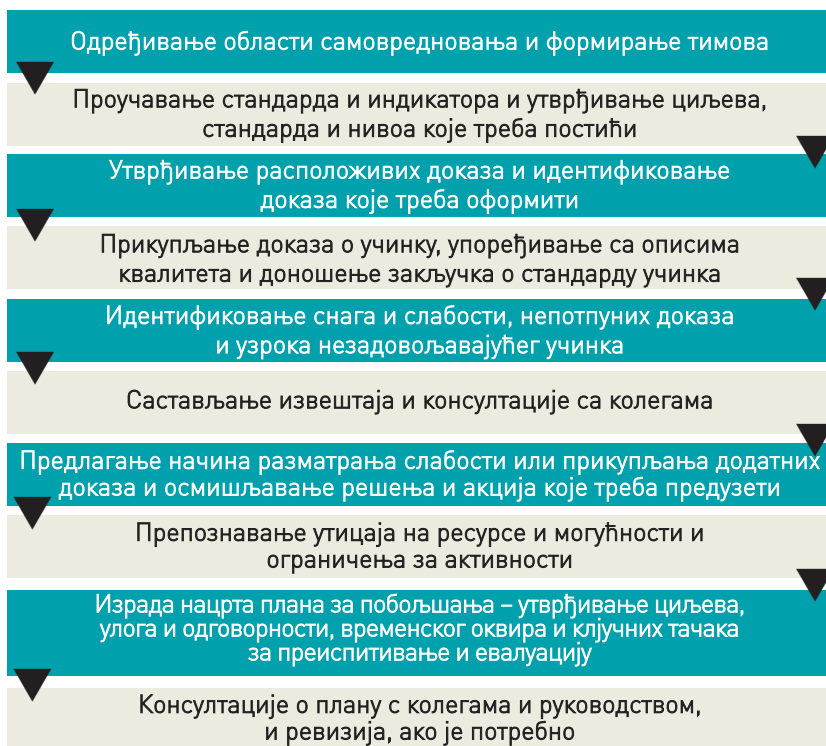 Одређивање области самовредновања и формирање тимова
Проучавање стандарда и индикатора и утврђивање циљева,
стандарда и нивоа које треба постићи
Утврђивање расположивих доказа и идентификовање
доказа које треба оформити
Прикупљање доказа о учинку, упоређивање са описима
квалитета и доношење закључка о стандарду учинка
Идентификовање снага и слабости, непотпуних доказа
и узрока незадовољавајућег учинка
Састављање извештаја и консултације са колегама
Предлагање начина разматрања слабости или прикупљања додатних
доказа и осмишљавање решења и акција које треба предузети
Препознавање утицаја на ресурсе и могућности и
ограничења за активности
Израда нацрта плана за побољшања – утврђивање циљева,
улога и одговорности, временског оквира и кључних тачака
за преиспитивање и евалуацију
Консултације о плану с колегама и руководством,
и ревизија, ако је потребно